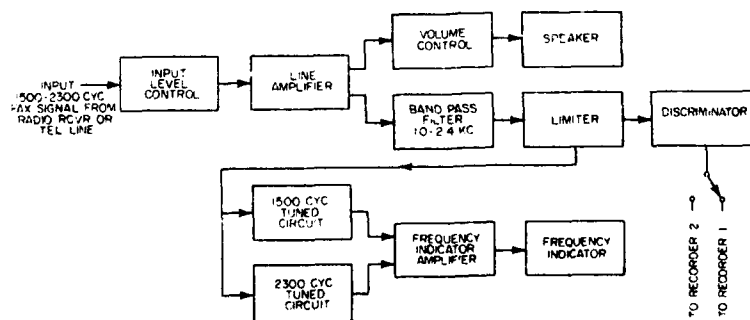 INPUT
1500-2300 CYC
FAX SIGNAL FROM
RADIO RCVR OR
TEL LINE
INPUT
LEVEL
CONTROL
LINE
AMPLIFIER
VOLUME
CONTROL
SPEAKER
BAND PASS
FILTER
1.0-2.4 KC
LIMITER
DISCRIMINATOR
1500 CYC
TUNED
CIRCUIT
2300 CYC
TUNED
CIRCUIT
FREQUENCY
INDICATOR
AMPLIFIER
FREQUENCY
INDICATOR
TO RECORDER 2
TO RECORDER 1